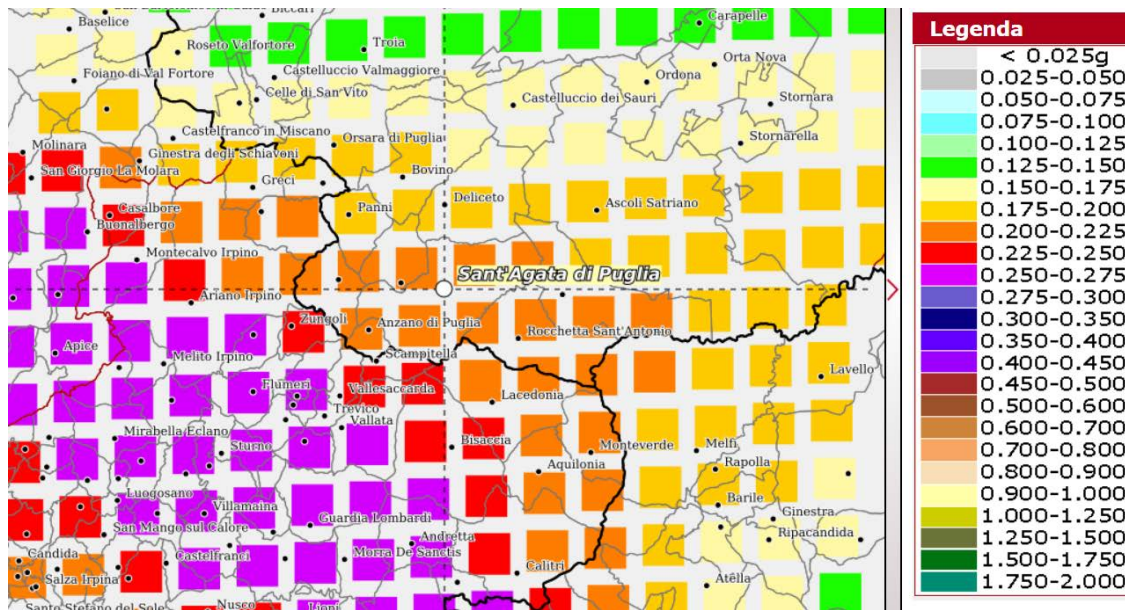 Baselice
Biccari
Carapelle
Roseto Valfortore
Troia
Orta Nova
Foiano di Val Fortore
Castelluccio Valmaggiore
Ordona
Celle di San Vito
Castelluccio dei Sauri
Stornara
Castelfranco in Miscano
Orsara di Puglia
Stornarella
Molinara
Ginestra degli Schiavoni
San Giorgio La Molara
Greci
Bovino
Casalbore
Panni
Deliceto
Ascoli Satriano
Buonalbergo
Montecalvo Irpino
Sant'Agata di Puglia
Ariano Irpino
Zungoli
Anzano di Puglia
Rocchetta Sant'Antonio
Apice
Melito Irpino
Scampitella
Lavello
Flumeri
Vallesaccarda
Lacedonia
Trevico
Vallata
Mirabella Eclano
Sturno
Bisaccia
Monteverde
Melfi
Aquilonia
Rapolla
Luogosano
Villamaina
Barile
Ginestra
San Mango sul Calore
Guardia Lombardi
Ripacandida
Andretta
Candida
Castelfranci
Morra De Sanctis
Calitri
Salza Irpina
Atella
Santo Stefano del Sole
Nusco
Lioni
Legenda
< 0.025g
0.025-0.050
0.050-0.075
0.075-0.100
0.100-0.125
0.125-0.150
0.150-0.175
0.175-0.200
0.200-0.225
0.225-0.250
0.250-0.275
0.275-0.300
0.300-0.350
0.350-0.400
0.400-0.450
0.450-0.500
0.500-0.600
0.600-0.700
0.700-0.800
0.800-0.900
0.900-1.000
1.000-1.250
1.250-1.500
1.500-1.750
1.750-2.000